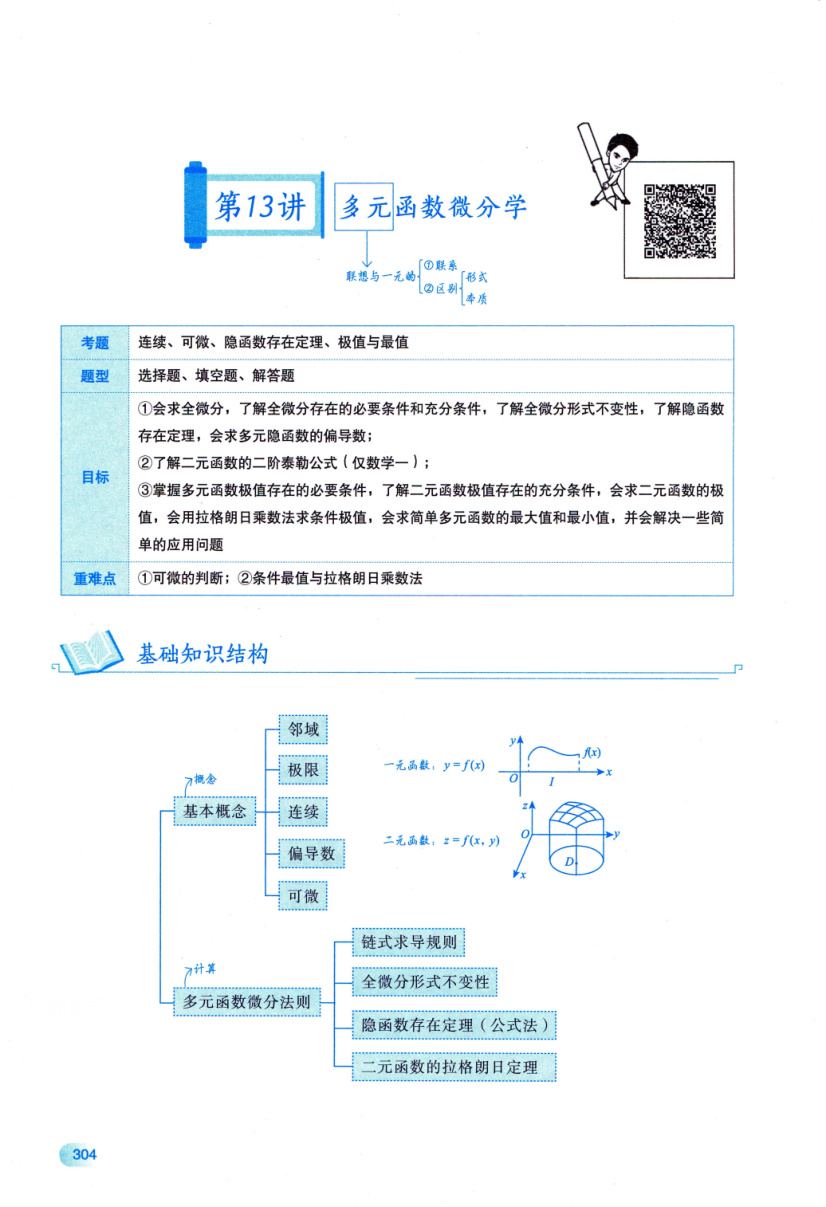 第13讲
多元函数微分学
联想与一元的
①联系
②区别
形式
本质
考题
连续、可微、隐函数存在定理、极值与最值
题型
选择题、填空题、解答题
目标
①会求全微分，了解全微分存在的必要条件和充分条件，了解全微分形式不变性，了解隐函数
存在定理，会求多元隐函数的偏导数；
②了解二元函数的二阶泰勒公式（仅数学一）；
③掌握多元函数极值存在的必要条件，了解二元函数极值存在的充分条件，会求二元函数的极
值，会用拉格朗日乘数法求条件极值，会求简单多元函数的最大值和最小值，并会解决一些简
单的应用问题
重难点
①可微的判断；②条件最值与拉格朗日乘数法
基础知识结构
概念
基本概念
邻域
极限
连续
偏导数
可微
一元函数：y=f(x)
y
f(x)
O
I
x
二元函数：z=f(x，y)
z
O
y
D
x
计算
多元函数微分法则
链式求导规则
全微分形式不变性
隐函数存在定理（公式法）
二元函数的拉格朗日定理
304